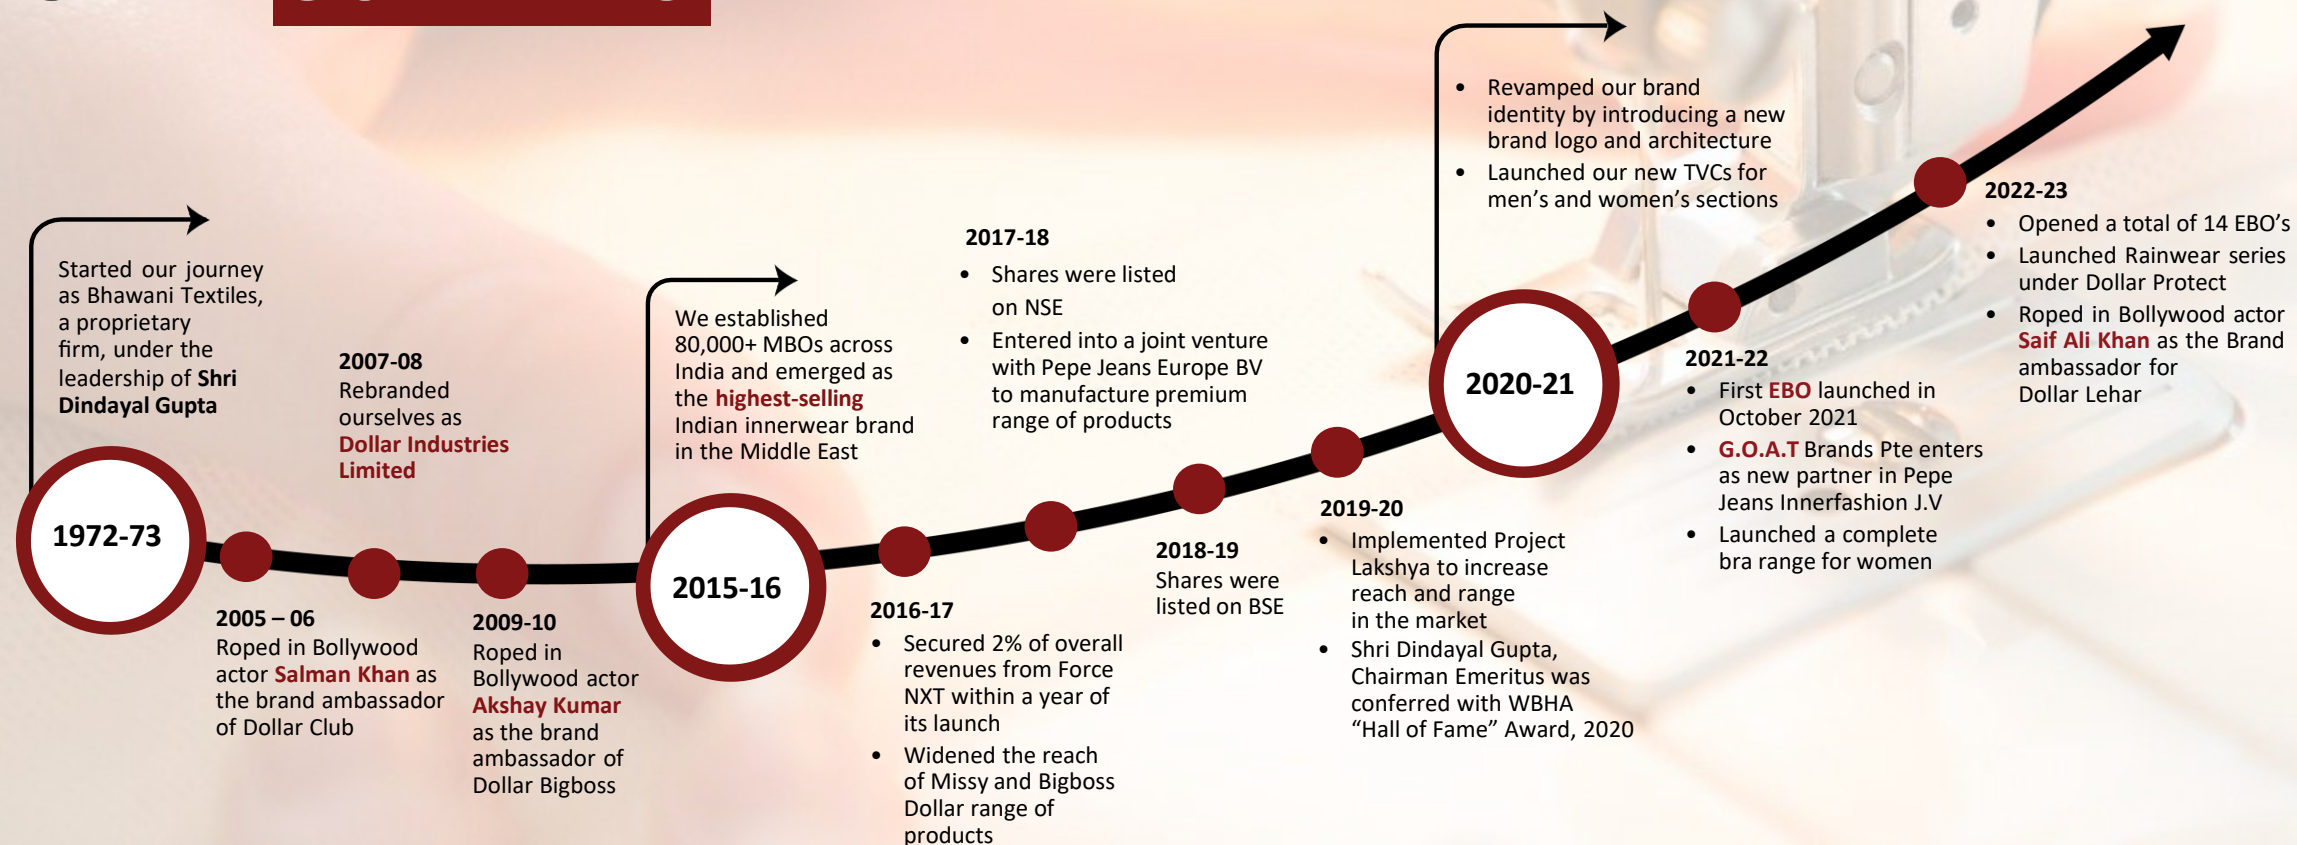 Started our journey
as Bhawani Textiles,
a proprietary
firm, under the
leadership of Shri
Dindayal Gupta
1972-73
2005 – 06
Roped in Bollywood
actor Salman Khan as
the brand ambassador
of Dollar Club
2007-08
Rebranded
ourselves as
Dollar Industries
Limited
2009-10
Roped in
Bollywood actor
Akshay Kumar
as the brand
ambassador of
Dollar Bigboss
We established
80,000+ MBOs across
India and emerged as
the highest-selling
Indian innerwear brand
in the Middle East
2015-16
2016-17
• Secured 2% of overall
revenues from Force
NXT within a year of
its launch
• Widened the reach
of Missy and Bigboss
Dollar range of
products
2017-18
• Shares were listed
on NSE
• Entered into a joint venture
with Pepe Jeans Europe BV
to manufacture premium
range of products
2018-19
Shares were
listed on BSE
2019-20
• Implemented Project
Lakshya to increase
reach and range
in the market
• Shri Dindayal Gupta,
Chairman Emeritus was
conferred with WBHA
“Hall of Fame” Award, 2020
• Revamped our brand
identity by introducing a new
brand logo and architecture
• Launched our new TVCs for
men’s and women’s sections
2020-21
2021-22
• First EBO launched in
October 2021
• G.O.A.T Brands Pte enters
as new partner in Pepe
Jeans Innerfashion J.V
• Launched a complete
bra range for women
2022-23
• Opened a total of 14 EBO’s
• Launched Rainwear series
under Dollar Protect
• Roped in Bollywood actor
Saif Ali Khan as the Brand
ambassador for
Dollar Lehar